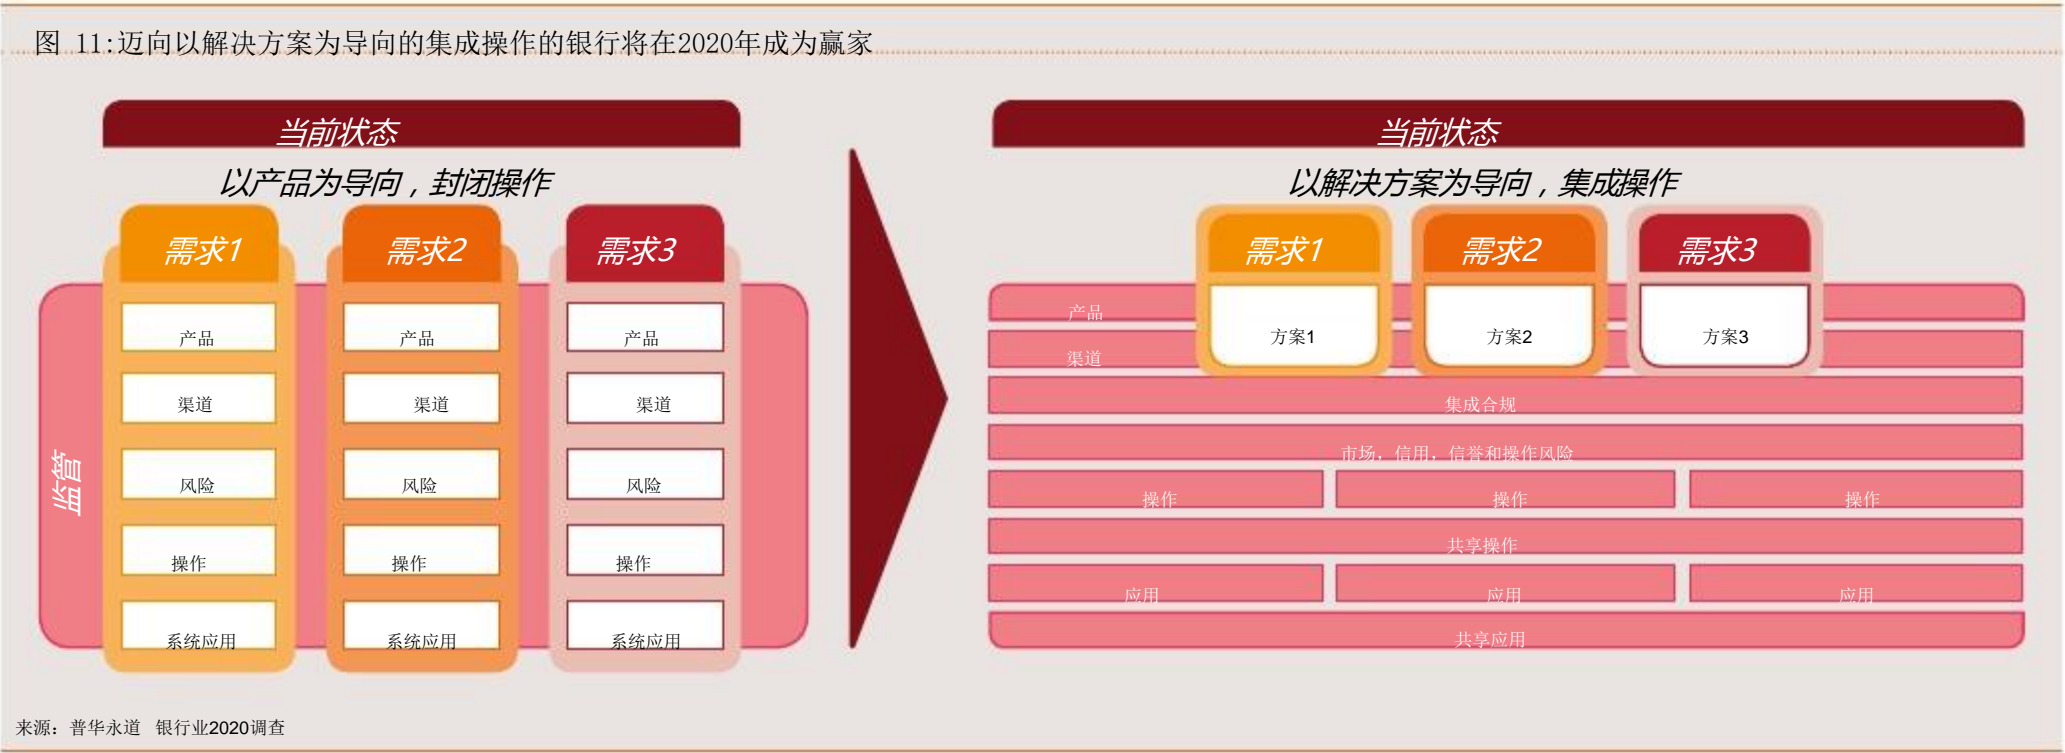 图 11:迈向以解决方案为导向的集成操作的银行将在2020年成为赢家
当前状态
以产品为导向，封闭操作
需求1
需求2
需求3
产品
产品
产品
渠道
渠道
渠道
风险
风险
风险
操作
操作
操作
系统应用
系统应用
系统应用
监管
当前状态
以解决方案为导向，集成操作
需求1
需求2
需求3
方案1
方案2
方案3
产品
渠道
集成合规
市场，信用，信誉和操作风险
操作
操作
操作
共享操作
应用
应用
应用
共享应用
来源：普华永道 银行业2020调查